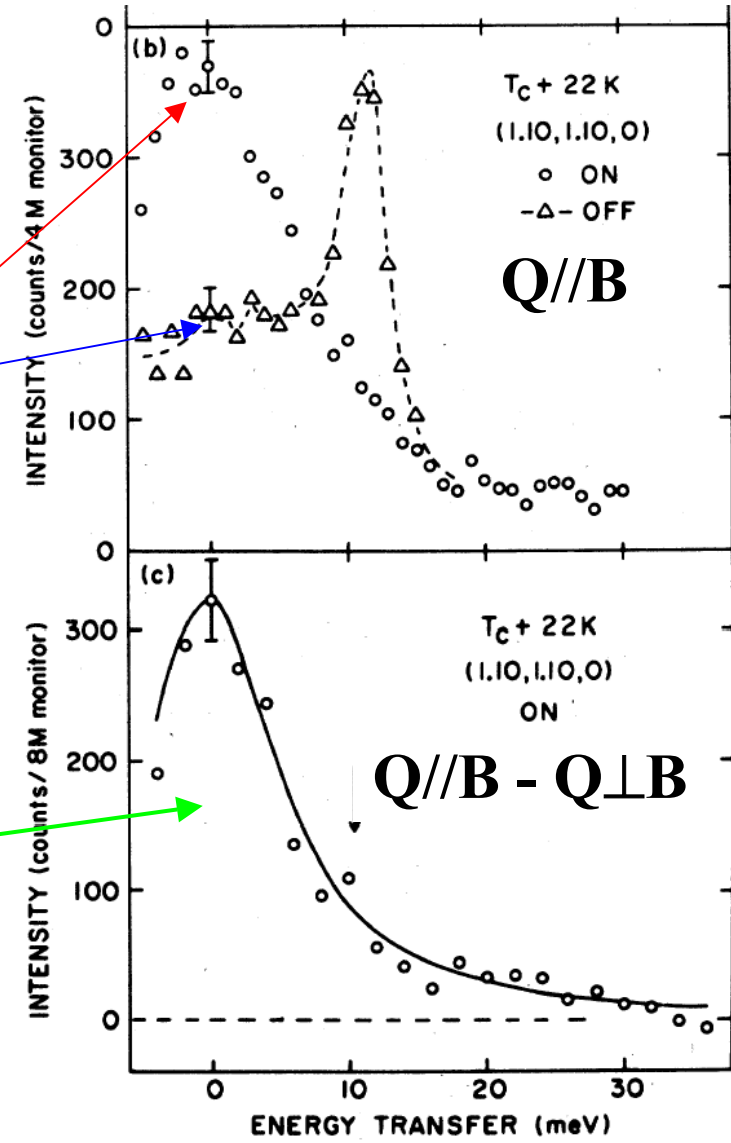 0
(b)
T_C + 22 K
(1.10, 1.10, 0)
o ON
-△- OFF
Q//B
300
200
100
0
INTENSITY (counts/4M monitor)
(c)
T_C + 22K
(1.10, 1.10, 0)
ON
Q//B - Q⊥B
300
200
100
0
INTENSITY (counts/8M monitor)
0 10 20 30
ENERGY TRANSFER (meV)